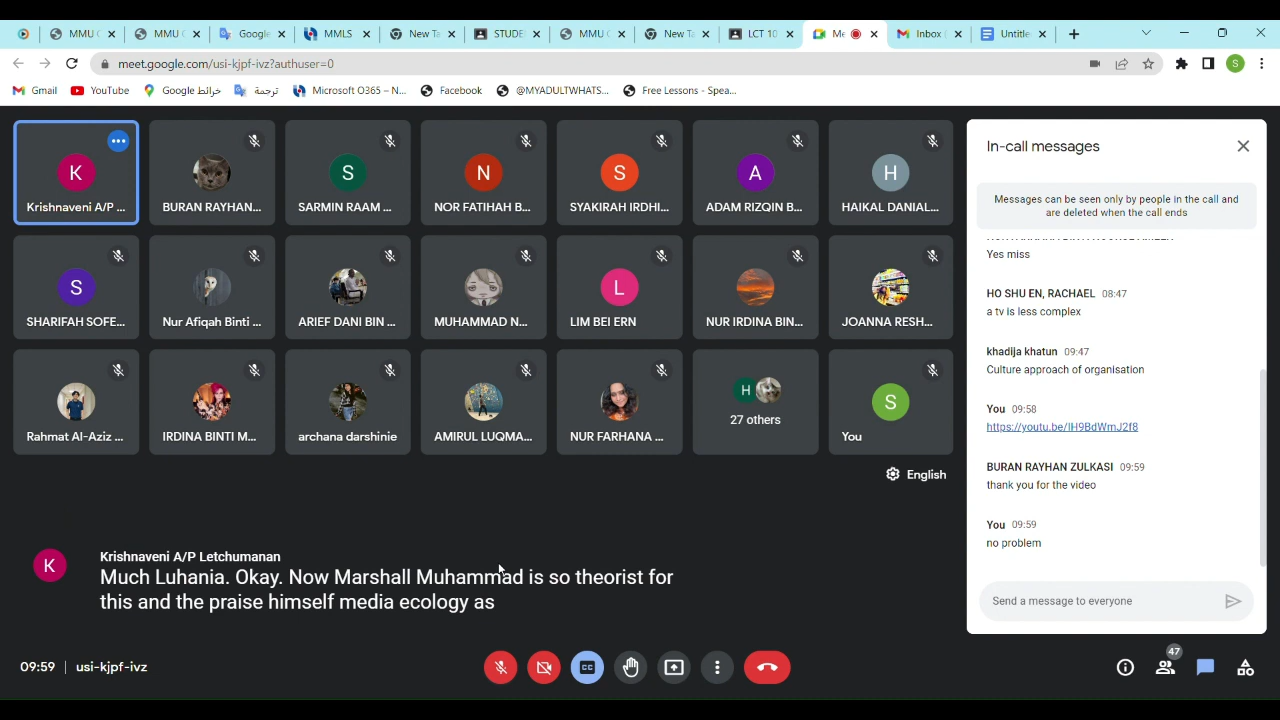 MMU (
MMU (
Google
MMLS
New Ta
STUDE
MMU (
New Ta
LCT 10
Me
Inbox (
Untitle
meet.google.com/usi-kjpf-ivz?authuser=0
S
Gmail
YouTube
خرائط Google
ترجمة
Microsoft O365 – N...
Facebook
@MYADULTWHATS...
Free Lessons - Spea...
K
S
N
S
A
H
Krishnaveni A/P ...
BURAN RAYHAN...
SARMIN RAAM ...
NOR FATIHAH B...
SYAKIRAH IRDHI...
ADAM RIZQIN B...
HAIKAL DANIAL...
S
L
SHARIFAH SOFE...
Nur Afiqah Binti ...
ARIEF DANI BIN ...
MUHAMMAD N...
LIM BEI ERN
NUR IRDINA BIN...
JOANNA RESH...
H
S
27 others
Rahmat Al-Aziz ...
IRDINA BINTI M...
archana darshinie
AMIRUL LUQMA...
NUR FARHANA ...
You
English
K
Krishnaveni A/P Letchumanan
Much Luhania. Okay. Now Marshall Muhammad is so theorist for
this and the praise himself media ecology as
09:59 | usi-kjpf-ivz
CC
47
In-call messages
Messages can be seen only by people in the call and
are deleted when the call ends
Yes miss
HO SHU EN, RACHAEL 08:47
a tv is less complex
khadija khatun 09:47
Culture approach of organisation
You 09:58
https://youtu.be/IH9BdWmJ2f8
BURAN RAYHAN ZULKASI 09:59
thank you for the video
You 09:59
no problem
Send a message to everyone